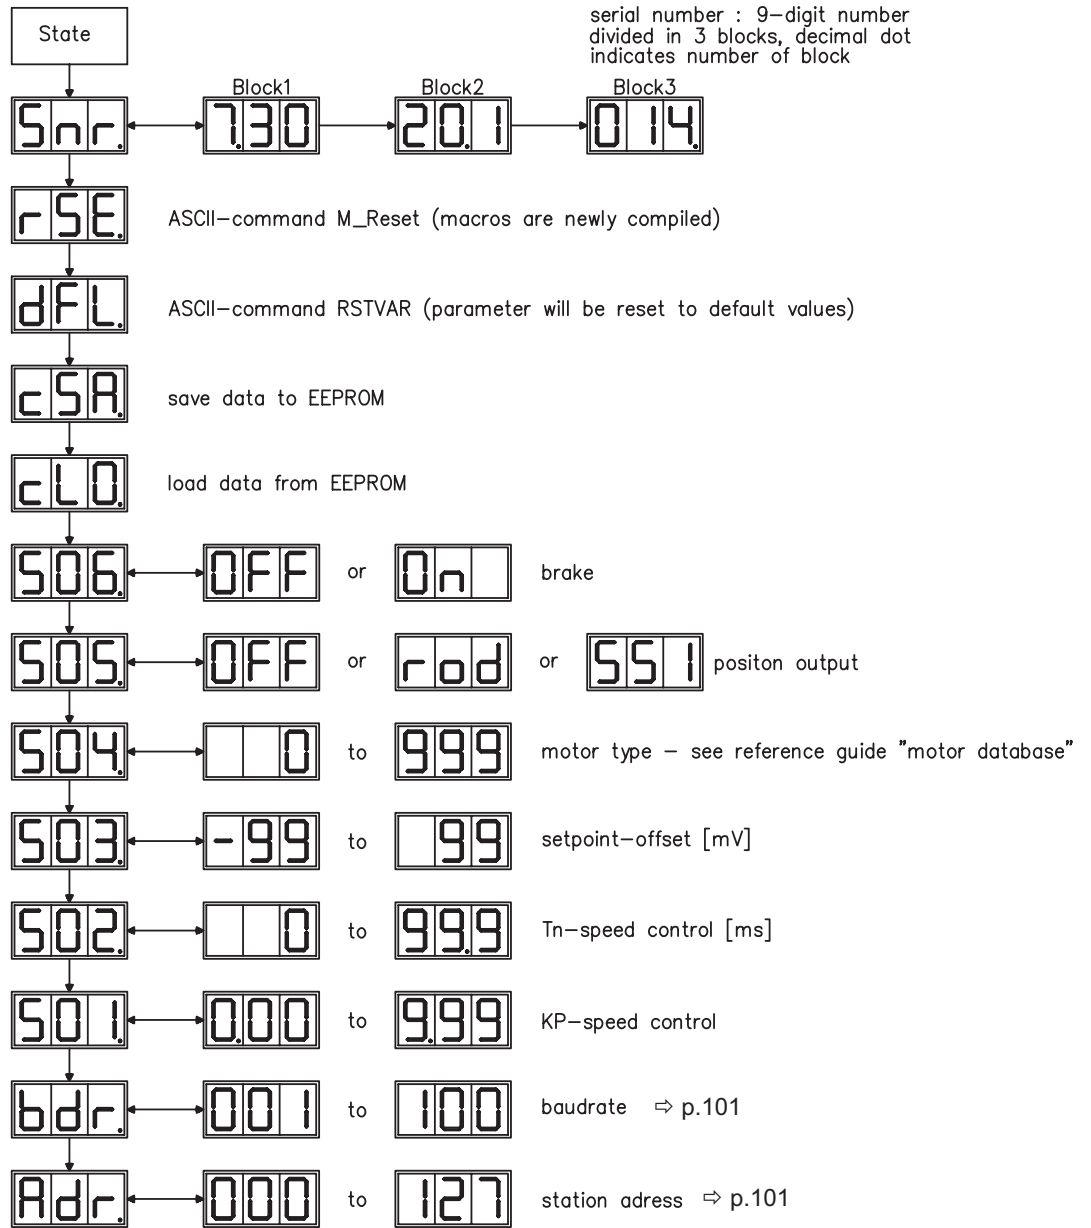 State
serial number : 9-digit number
divided in 3 blocks, decimal dot
indicates number of block
Block1 Block2 Block3
Snr. 7.30 20.1 014.
rSE. ASCII-command M_Reset (macros are newly compiled)
dFL. ASCII-command RSTVAR (parameter will be reset to default values)
cSA. save data to EEPROM
cLO. load data from EEPROM
S06. OFF or On brake
S05. OFF or rod or SSI positon output
S04. 0 to 999 motor type - see reference guide "motor database"
S03. -99 to 99 setpoint-offset [mV]
S02. 0 to 99.9 Tn-speed control [ms]
S01. 0.00 to 9.99 KP-speed control
bdr. 001 to 100 baudrate ⇨ p.101
Adr. 000 to 127 station adress ⇨ p.101